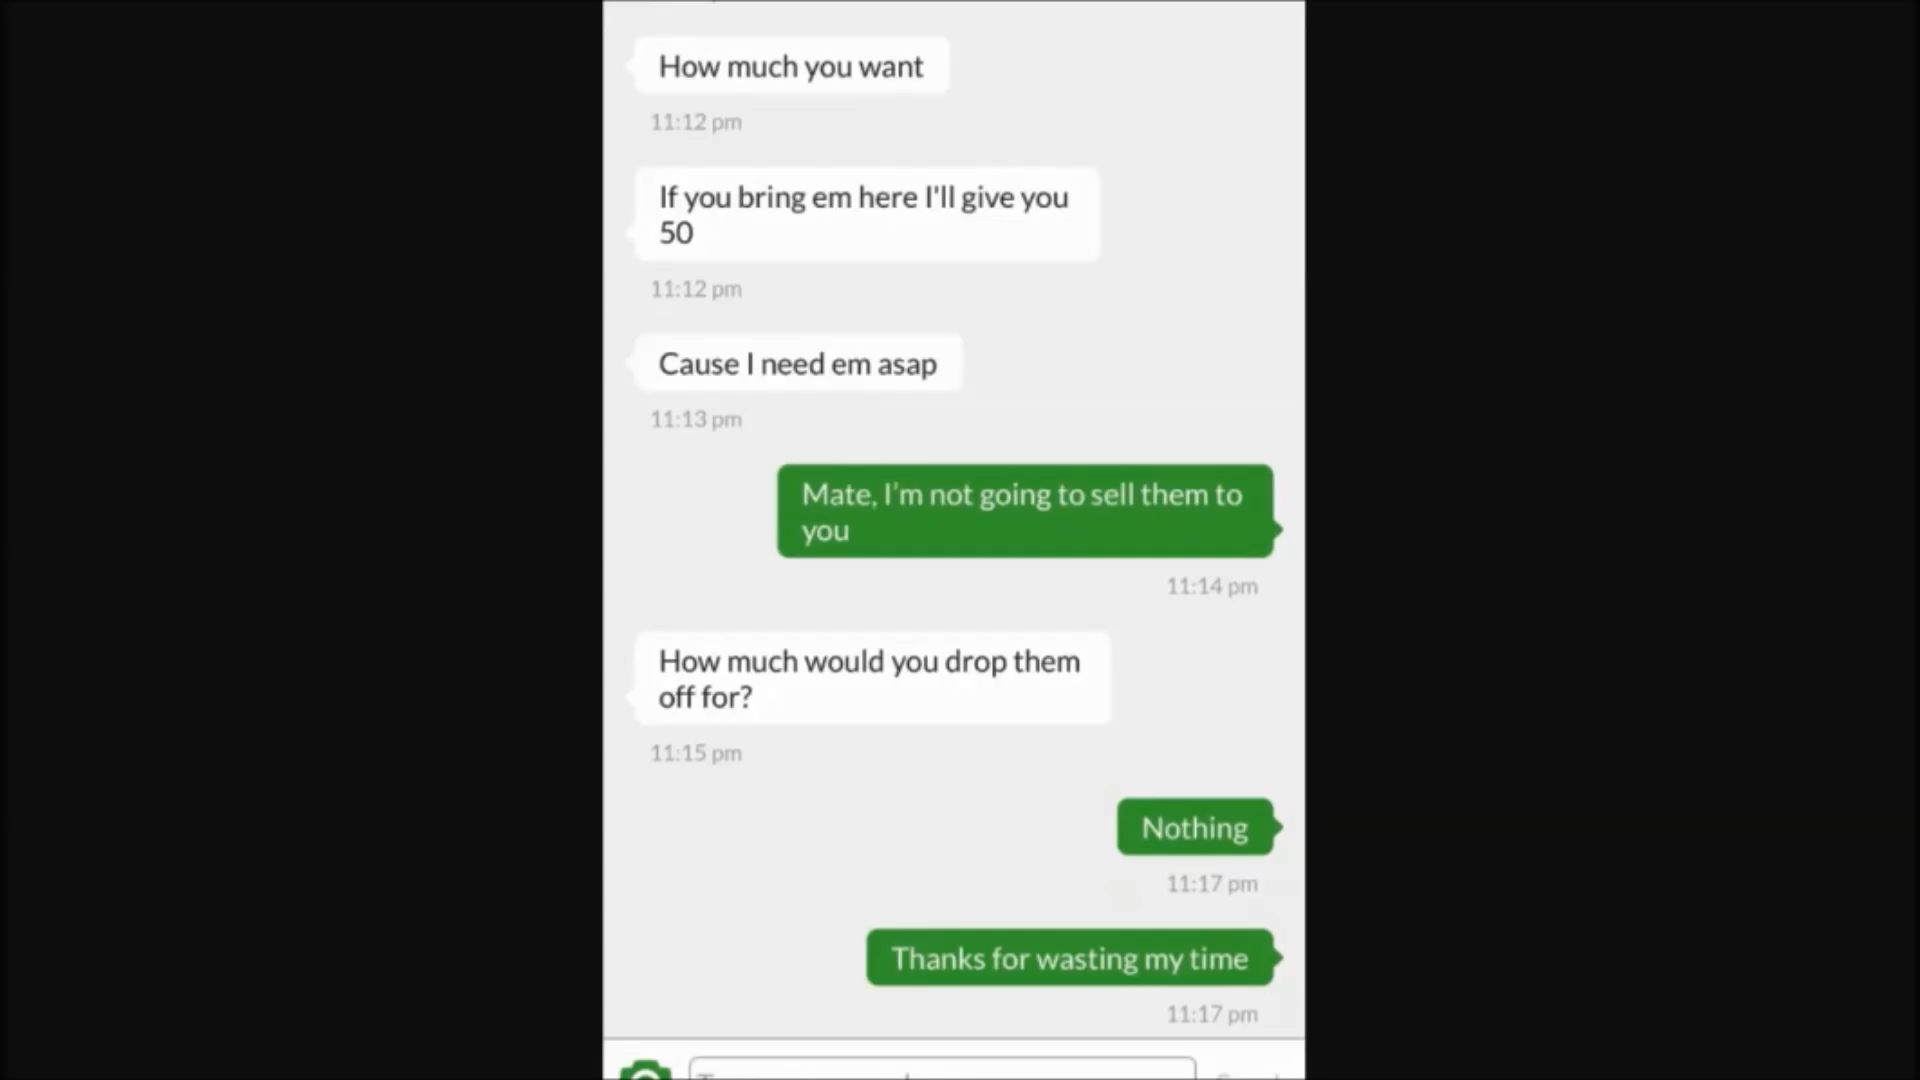 How much you want
11:12 pm
If you bring em here I'll give you
50
11:12 pm
Cause I need em asap
11:13 pm
Mate, I'm not going to sell them to
you
11:14 pm
How much would you drop them
off for?
11:15 pm
Nothing
11:17 pm
Thanks for wasting my time
11:17 pm